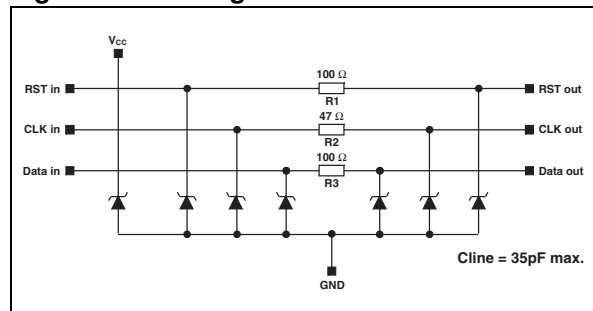 Vcc
100 Ω
RST in
RST out
R1
47 Ω
CLK in
CLK out
R2
100 Ω
Data in
Data out
R3
Cline = 35pF max.
GND